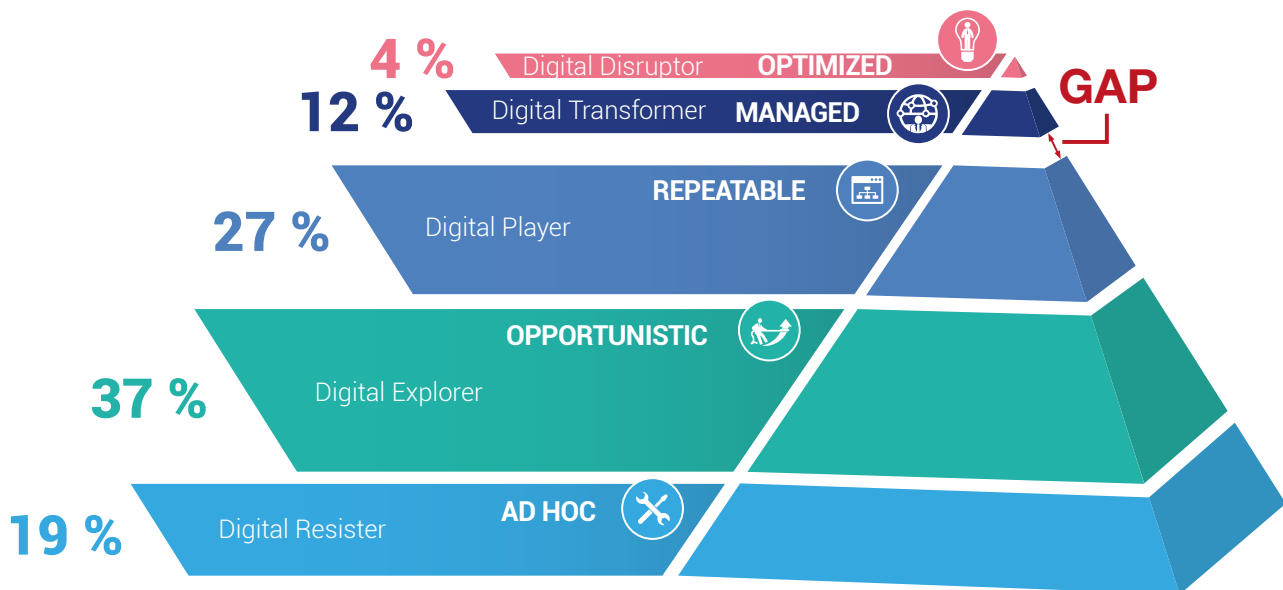 4 %
Digital Disruptor OPTIMIZED
12 %
Digital Transformer MANAGED
GAP
27 %
REPEATABLE
Digital Player
37 %
OPPORTUNISTIC
Digital Explorer
19 %
AD HOC
Digital Resister